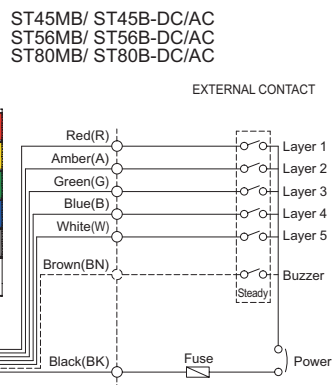 ST45MB/ ST45B-DC/AC
ST56MB/ ST56B-DC/AC
ST80MB/ ST80B-DC/AC
EXTERNAL CONTACT
Red(R)
Layer 1
Amber(A)
Layer 2
Green(G)
Layer 3
Blue(B)
Layer 4
White(W)
Layer 5
Brown(BN)
Buzzer
Steady
Black(BK)
Fuse
Power